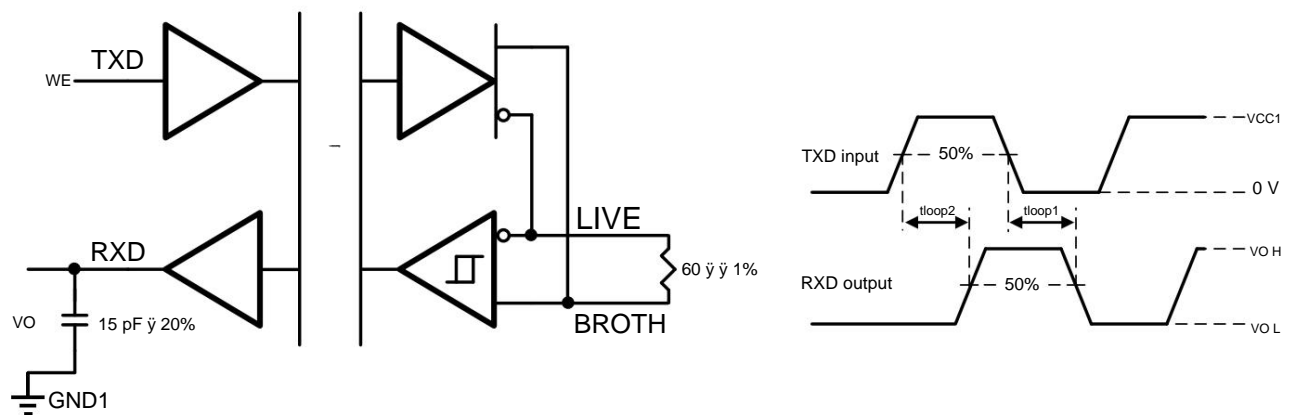 TXD
WE
RXD
VO
15 pF ÿ 20%
GND1
LIVE
60 ÿ ÿ 1%
BROTH
TXD input
50%
VCC1
0 V
tloop2
tloop1
RXD output
50%
VO H
VO L